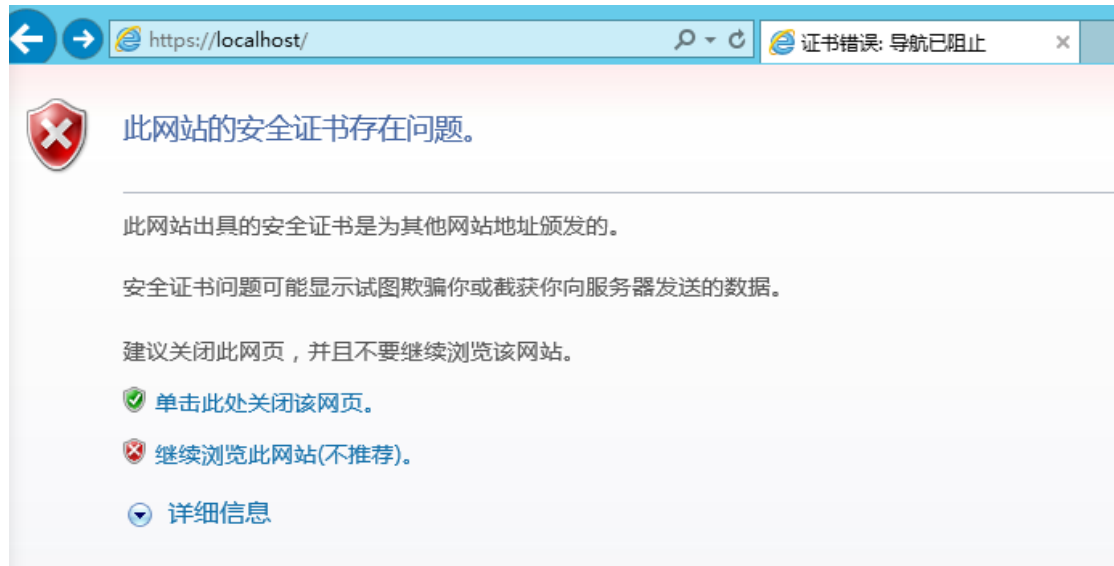 https://localhost/
证书错误: 导航已阻止
此网站的安全证书存在问题。
此网站出具的安全证书是为其他网站地址颁发的。
安全证书问题可能显示试图欺骗你或截获你向服务器发送的数据。
建议关闭此网页，并且不要继续浏览该网站。
单击此处关闭该网页。
继续浏览此网站(不推荐)。
详细信息